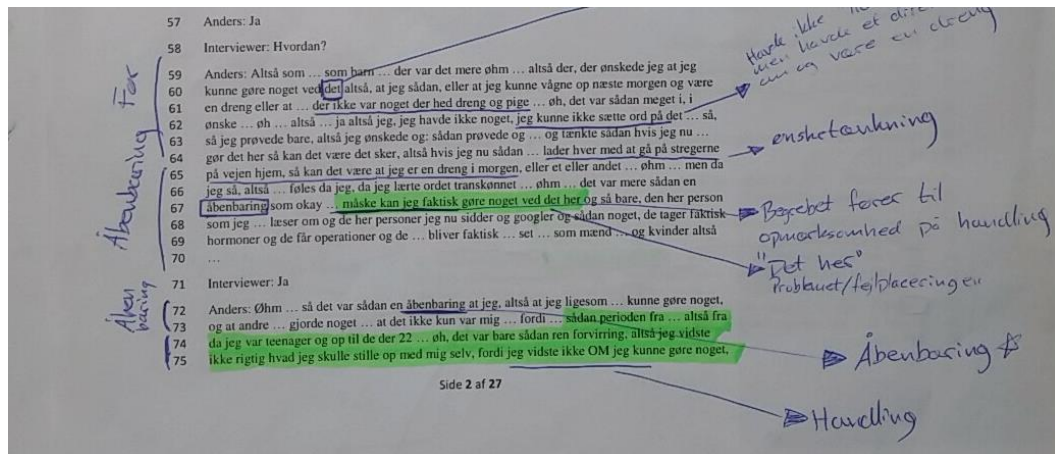 57 Anders: Ja
58 Interviewer: Hvordan?
59 Anders: Altså som … som barn … der var det mere øhm … altså der, der ønskede jeg at jeg
60 kunne gøre noget ved det altså, at jeg sådan, eller at jeg kunne vågne op næste morgen og være
61 en dreng eller at … der ikke var noget der hed dreng og pige … øh, det var sådan meget i, i
62 ønske … øh … altså … ja altså jeg, jeg havde ikke noget, jeg kunne ikke sætte ord på det … så,
63 så jeg prøvede bare, altså jeg ønskede og: sådan prøvede og … og tænkte sådan hvis jeg nu …
64 gør det her så kan det være det sker, altså hvis jeg nu sådan … lader hver med at gå på stregerne
65 på vejen hjem, så kan det være at jeg er en dreng i morgen, eller et eller andet … øhm … men da
66 jeg så, altså … føles da jeg, da jeg lærte ordet transkønnet … øhm … det var mere sådan en
67 åbenbaring som okay … måske kan jeg faktisk gøre noget ved det her og så bare, den her person
68 som jeg … læser om og de her personer jeg nu sidder og googler og sådan noget, de tager faktisk
69 hormoner og de får operationer og de … bliver faktisk … set … som mænd … og kvinder altså
70 …
71 Interviewer: Ja
72 Anders: Øhm … så det var sådan en åbenbaring at jeg, altså at jeg ligesom … kunne gøre noget,
73 og at andre … gjorde noget … at det ikke kun var mig … fordi … sådan perioden fra … altså fra
74 da jeg var teenager og op til de der 22 … øh, det var bare sådan ren forvirring, altså jeg vidste
75 ikke rigtig hvad jeg skulle stille op med mig selv, fordi jeg vidste ikke OM jeg kunne gøre noget,
Side 2 af 27
Før
Åbenbaring
Åben
baring
Havde ikke
men havde et
om og være en dreng
ønsketænkning
Begrebet fører til
opmærksomhed på handling
"Det her"
Problemet/fejlplaceringen
Åbenbaring
Handling